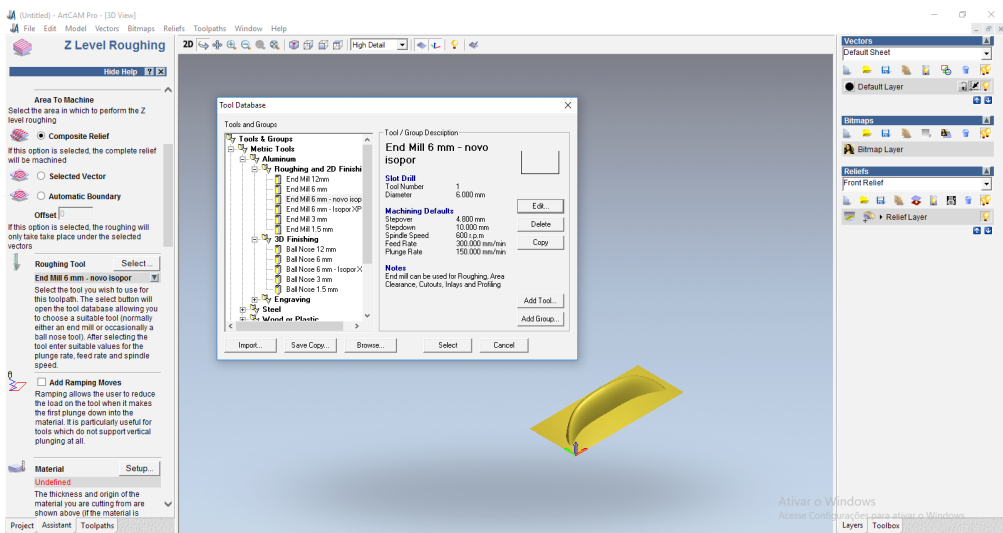 (Untitled) - ArtCAM Pro - [3D View]
File Edit Model Vectors Bitmaps Reliefs Toolpaths Window Help
Z Level Roughing
2D
High Detail
Hide Help ? X
Area To Machine
Select the area in which to perform the Z
level roughing
Composite Relief
If this option is selected, the complete relief
will be machined
Selected Vector
Automatic Boundary
Offset 0
If this option is selected, the roughing will
only take take place under the selected
vectors
Roughing Tool Select...
End Mill 6 mm - novo isopor
Select the tool you wish to use for
this toolpath. The select button will
open the tool database allowing you
to choose a suitable tool (normally
either an end mill or occasionally a
ball nose tool). After selecting the
tool enter suitable values for the
plunge rate, feed rate and spindle
speed.
Add Ramping Moves
Ramping allows the user to reduce
the load on the tool when it makes
the first plunge down into the
material. It is particularly useful for
tools which do not support vertical
plunging at all.
Material Setup...
Undefined
The thickness and origin of the
material you are cutting from are
shown above (if the material is
Project Assistant Toolpaths
Tool Database
Tools and Groups
Tools & Groups
Metric Tools
Aluminum
Roughing and 2D Finishi
End Mill 12mm
End Mill 6 mm
End Mill 6 mm - novo isop
End Mill 6 mm - Isopor XP
End Mill 3 mm
End Mill 1.5 mm
3D Finishing
Ball Nose 12 mm
Ball Nose 6 mm
Ball Nose 6 mm - Isopor X
Ball Nose 3 mm
Ball Nose 1.5 mm
Engraving
Steel
Wood or Plastic
Tool / Group Description
End Mill 6 mm - novo
isopor
Slot Drill
Tool Number 1
Diameter 6.000 mm
Machining Defaults
Stepover 4.800 mm
Stepdown 10.000 mm
Spindle Speed 600 r.p.m
Feed Rate 300.000 mm/min
Plunge Rate 150.000 mm/min
Notes
End mill can be used for Roughing, Area
Clearance, Cutouts, Inlays and Profiling
Edit...
Delete
Copy
Add Tool...
Add Group...
Import... Save Copy... Browse... Select Cancel
Vectors
Default Sheet
Default Layer
Bitmaps
Bitmap Layer
Reliefs
Front Relief
Relief Layer
Ativar o Windows
Acesse Configurações para ativar o Windows.
Layers Toolbox